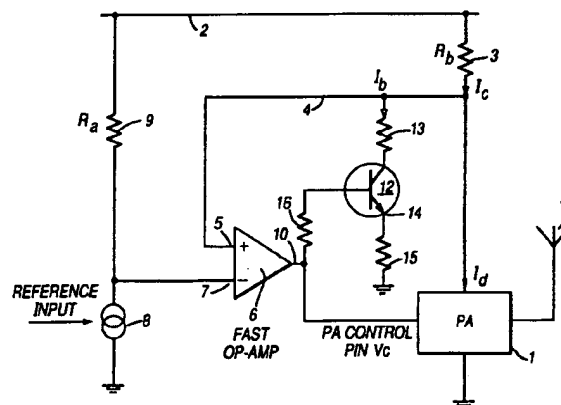 2
R_b
3
I_b
I_c
R_a
9
4
13
12
16
14
5
+
10
15
7
−
6
I_d
REFERENCE
INPUT
8
FAST
OP-AMP
PA CONTROL
PIN Vc
PA
1